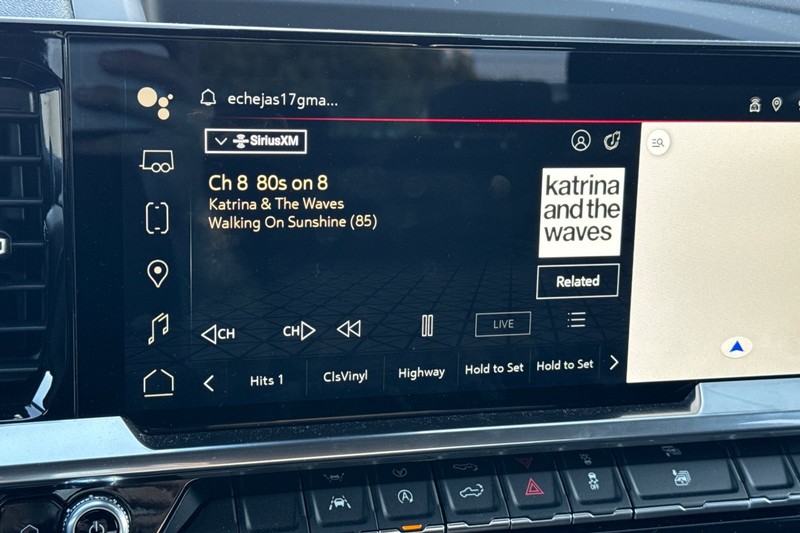 echejas17gma...
SiriusXM
Ch 8 80s on 8
Katrina & The Waves
Walking On Sunshine (85)
katrina
and the
waves
Related
CH
CH
LIVE
Hits 1
ClsVinyl
Highway
Hold to Set
Hold to Set
OFF